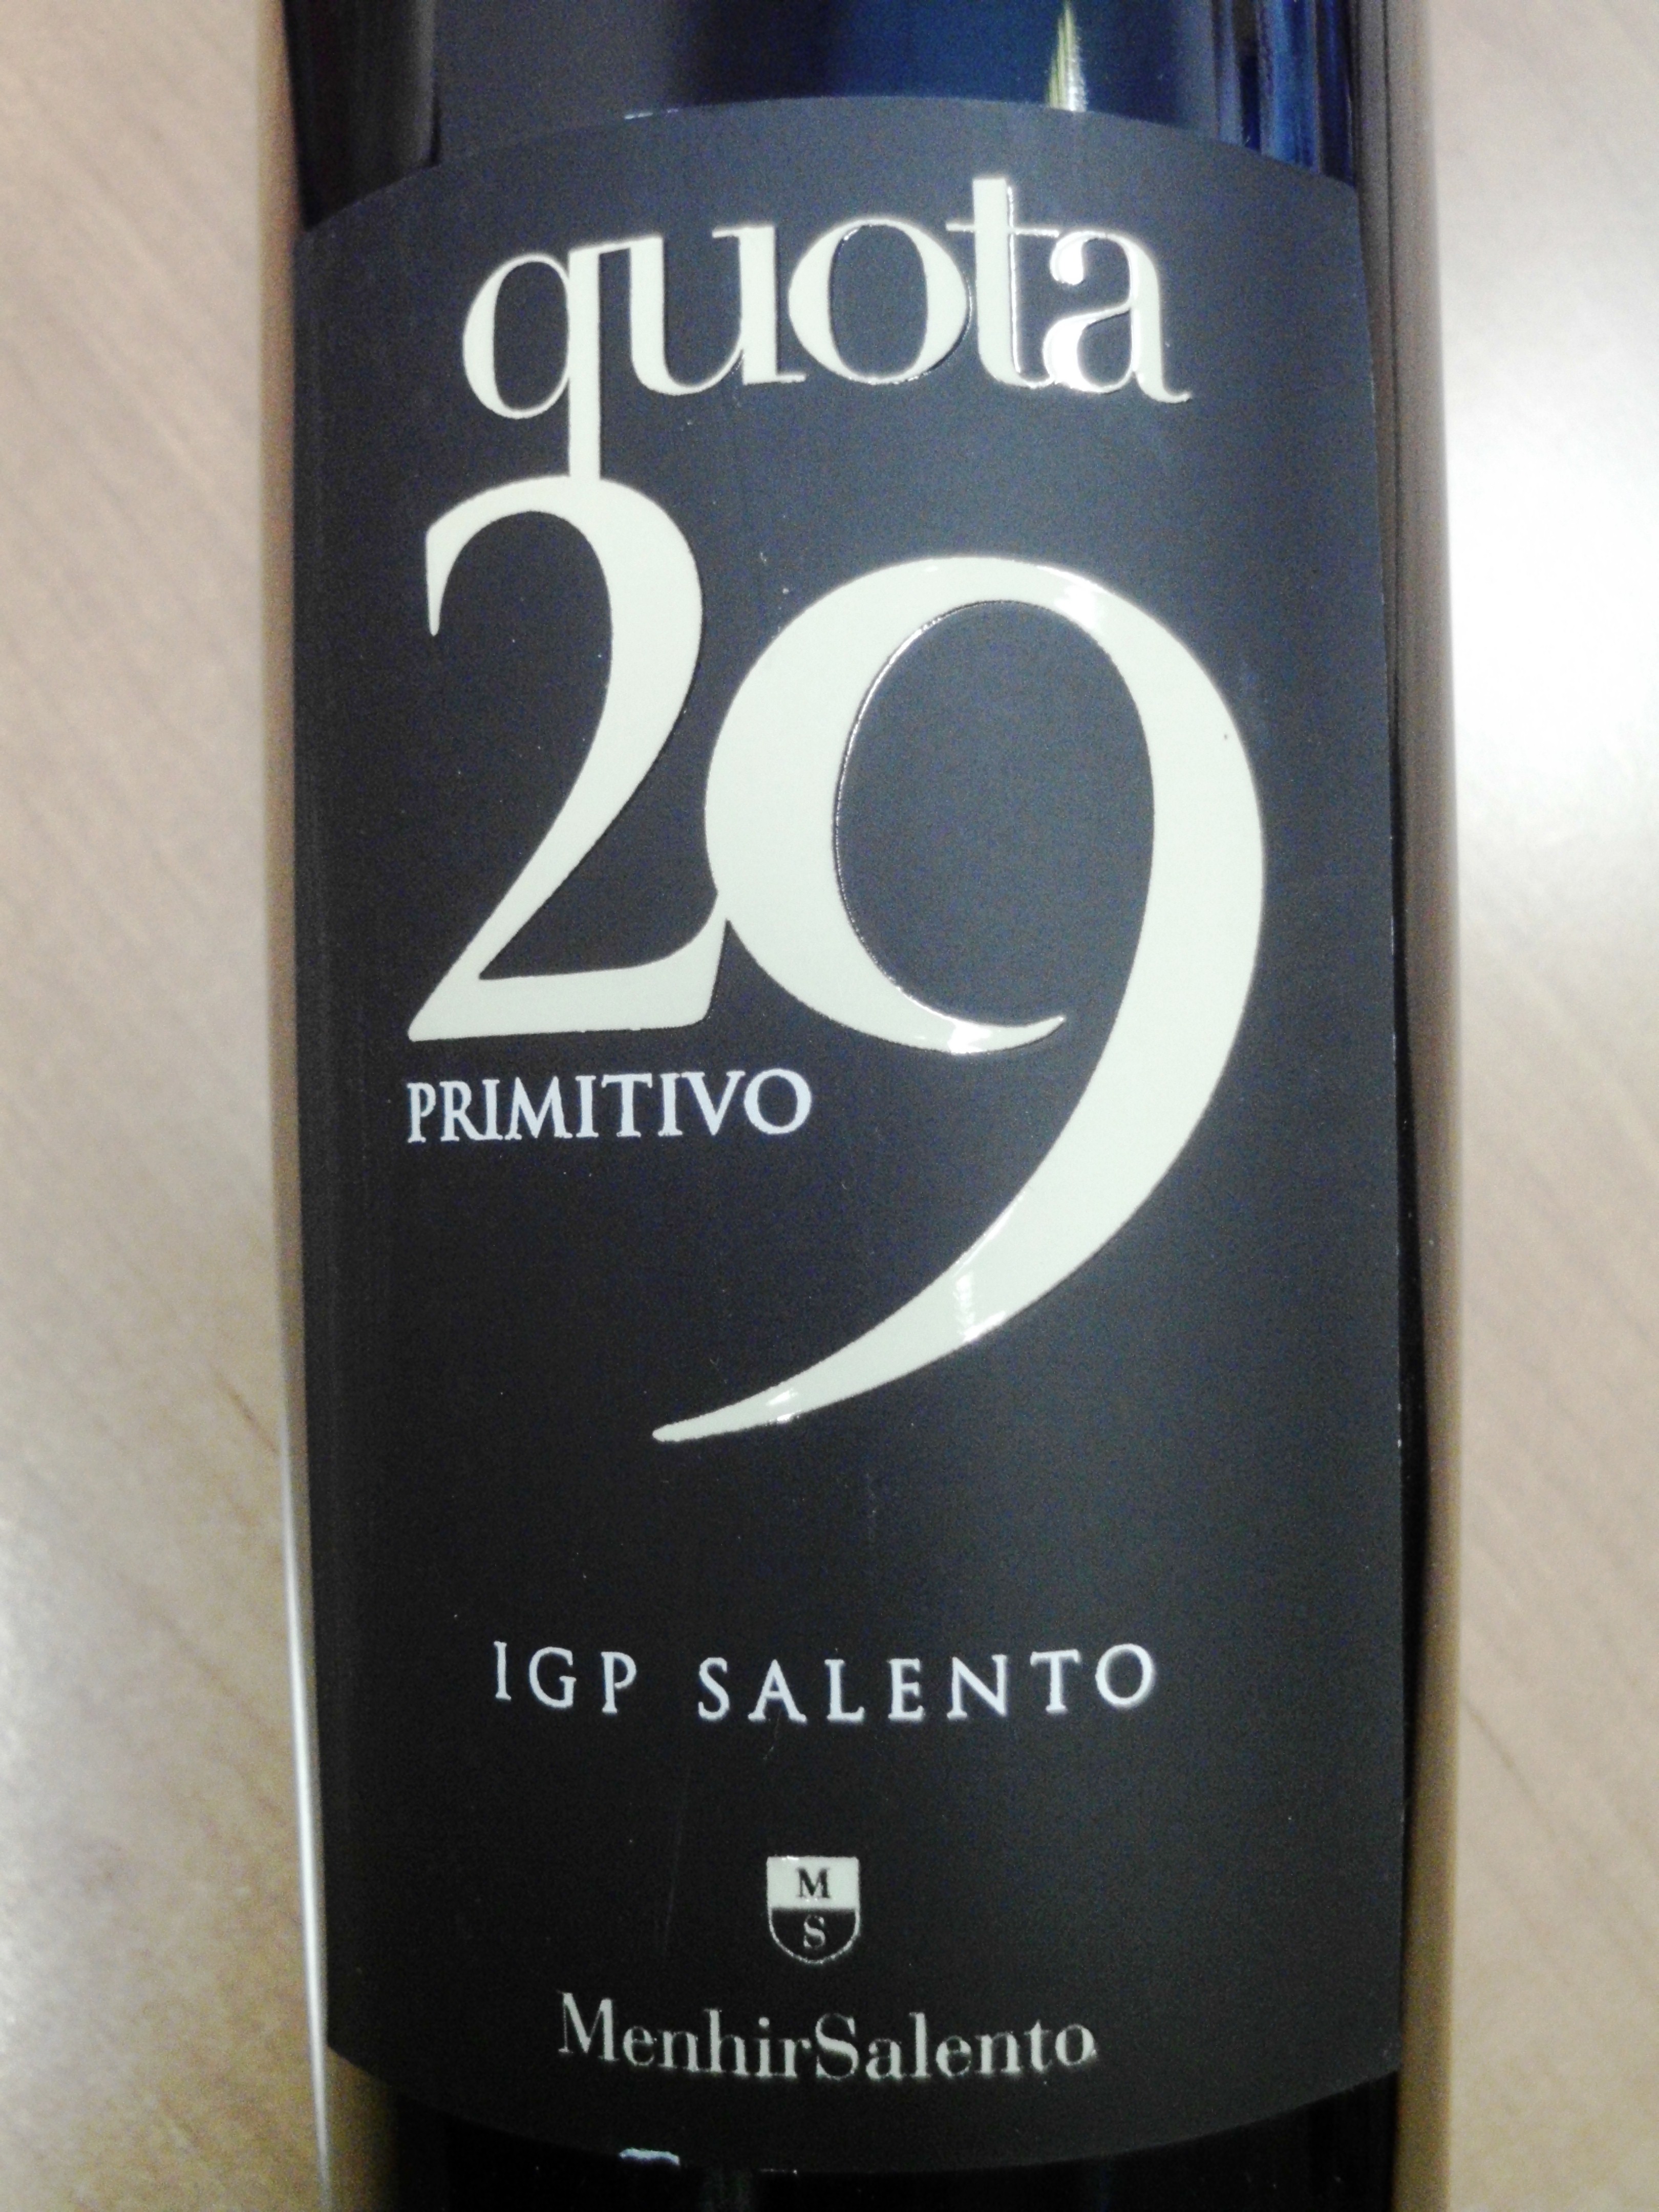 quota
29
PRIMITIVO
IGP SALENTO
M
S
MenhirSalento